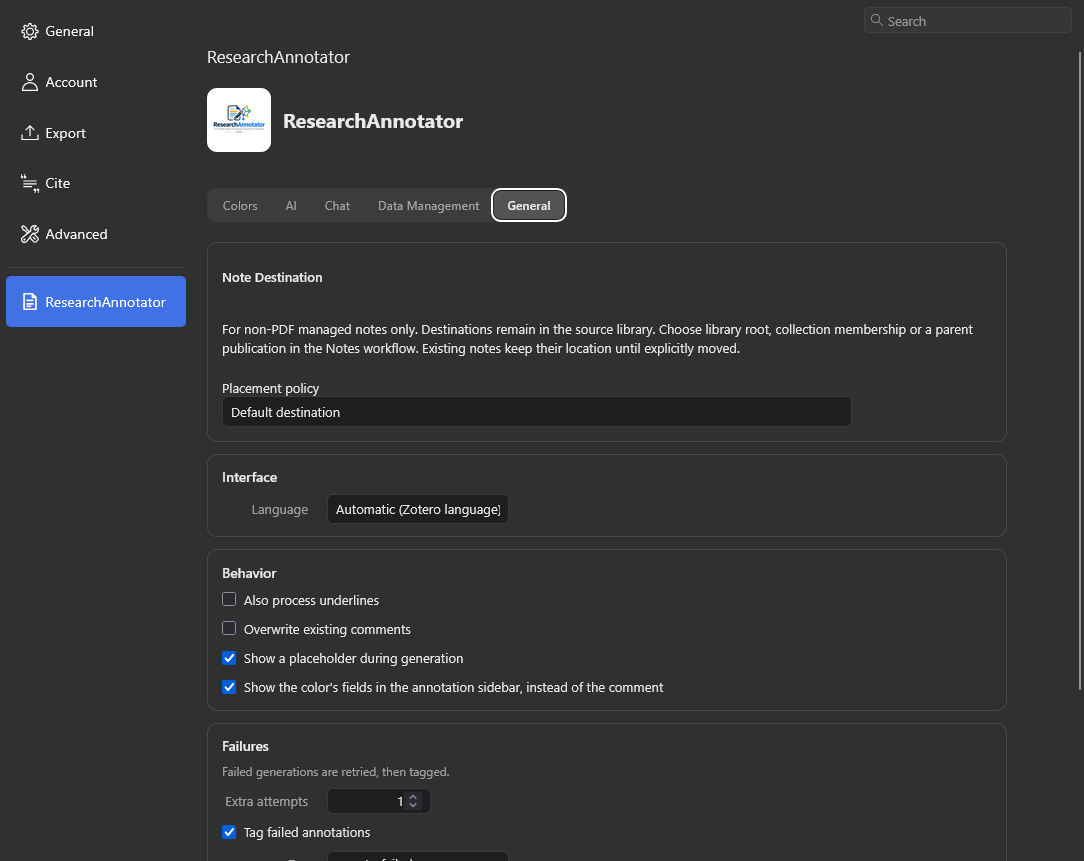 General
Account
Export
Cite
Advanced
ResearchAnnotator
Search
ResearchAnnotator
ResearchAnnotator
ResearchAnnotator
Colors
AI
Chat
Data Management
General
Note Destination
For non-PDF managed notes only. Destinations remain in the source library. Choose library root, collection membership or a parent
publication in the Notes workflow. Existing notes keep their location until explicitly moved.
Placement policy
Default destination
Interface
Language
Automatic (Zotero language)
Behavior
Also process underlines
Overwrite existing comments
Show a placeholder during generation
Show the color's fields in the annotation sidebar, instead of the comment
Failures
Failed generations are retried, then tagged.
Extra attempts
1
Tag failed annotations